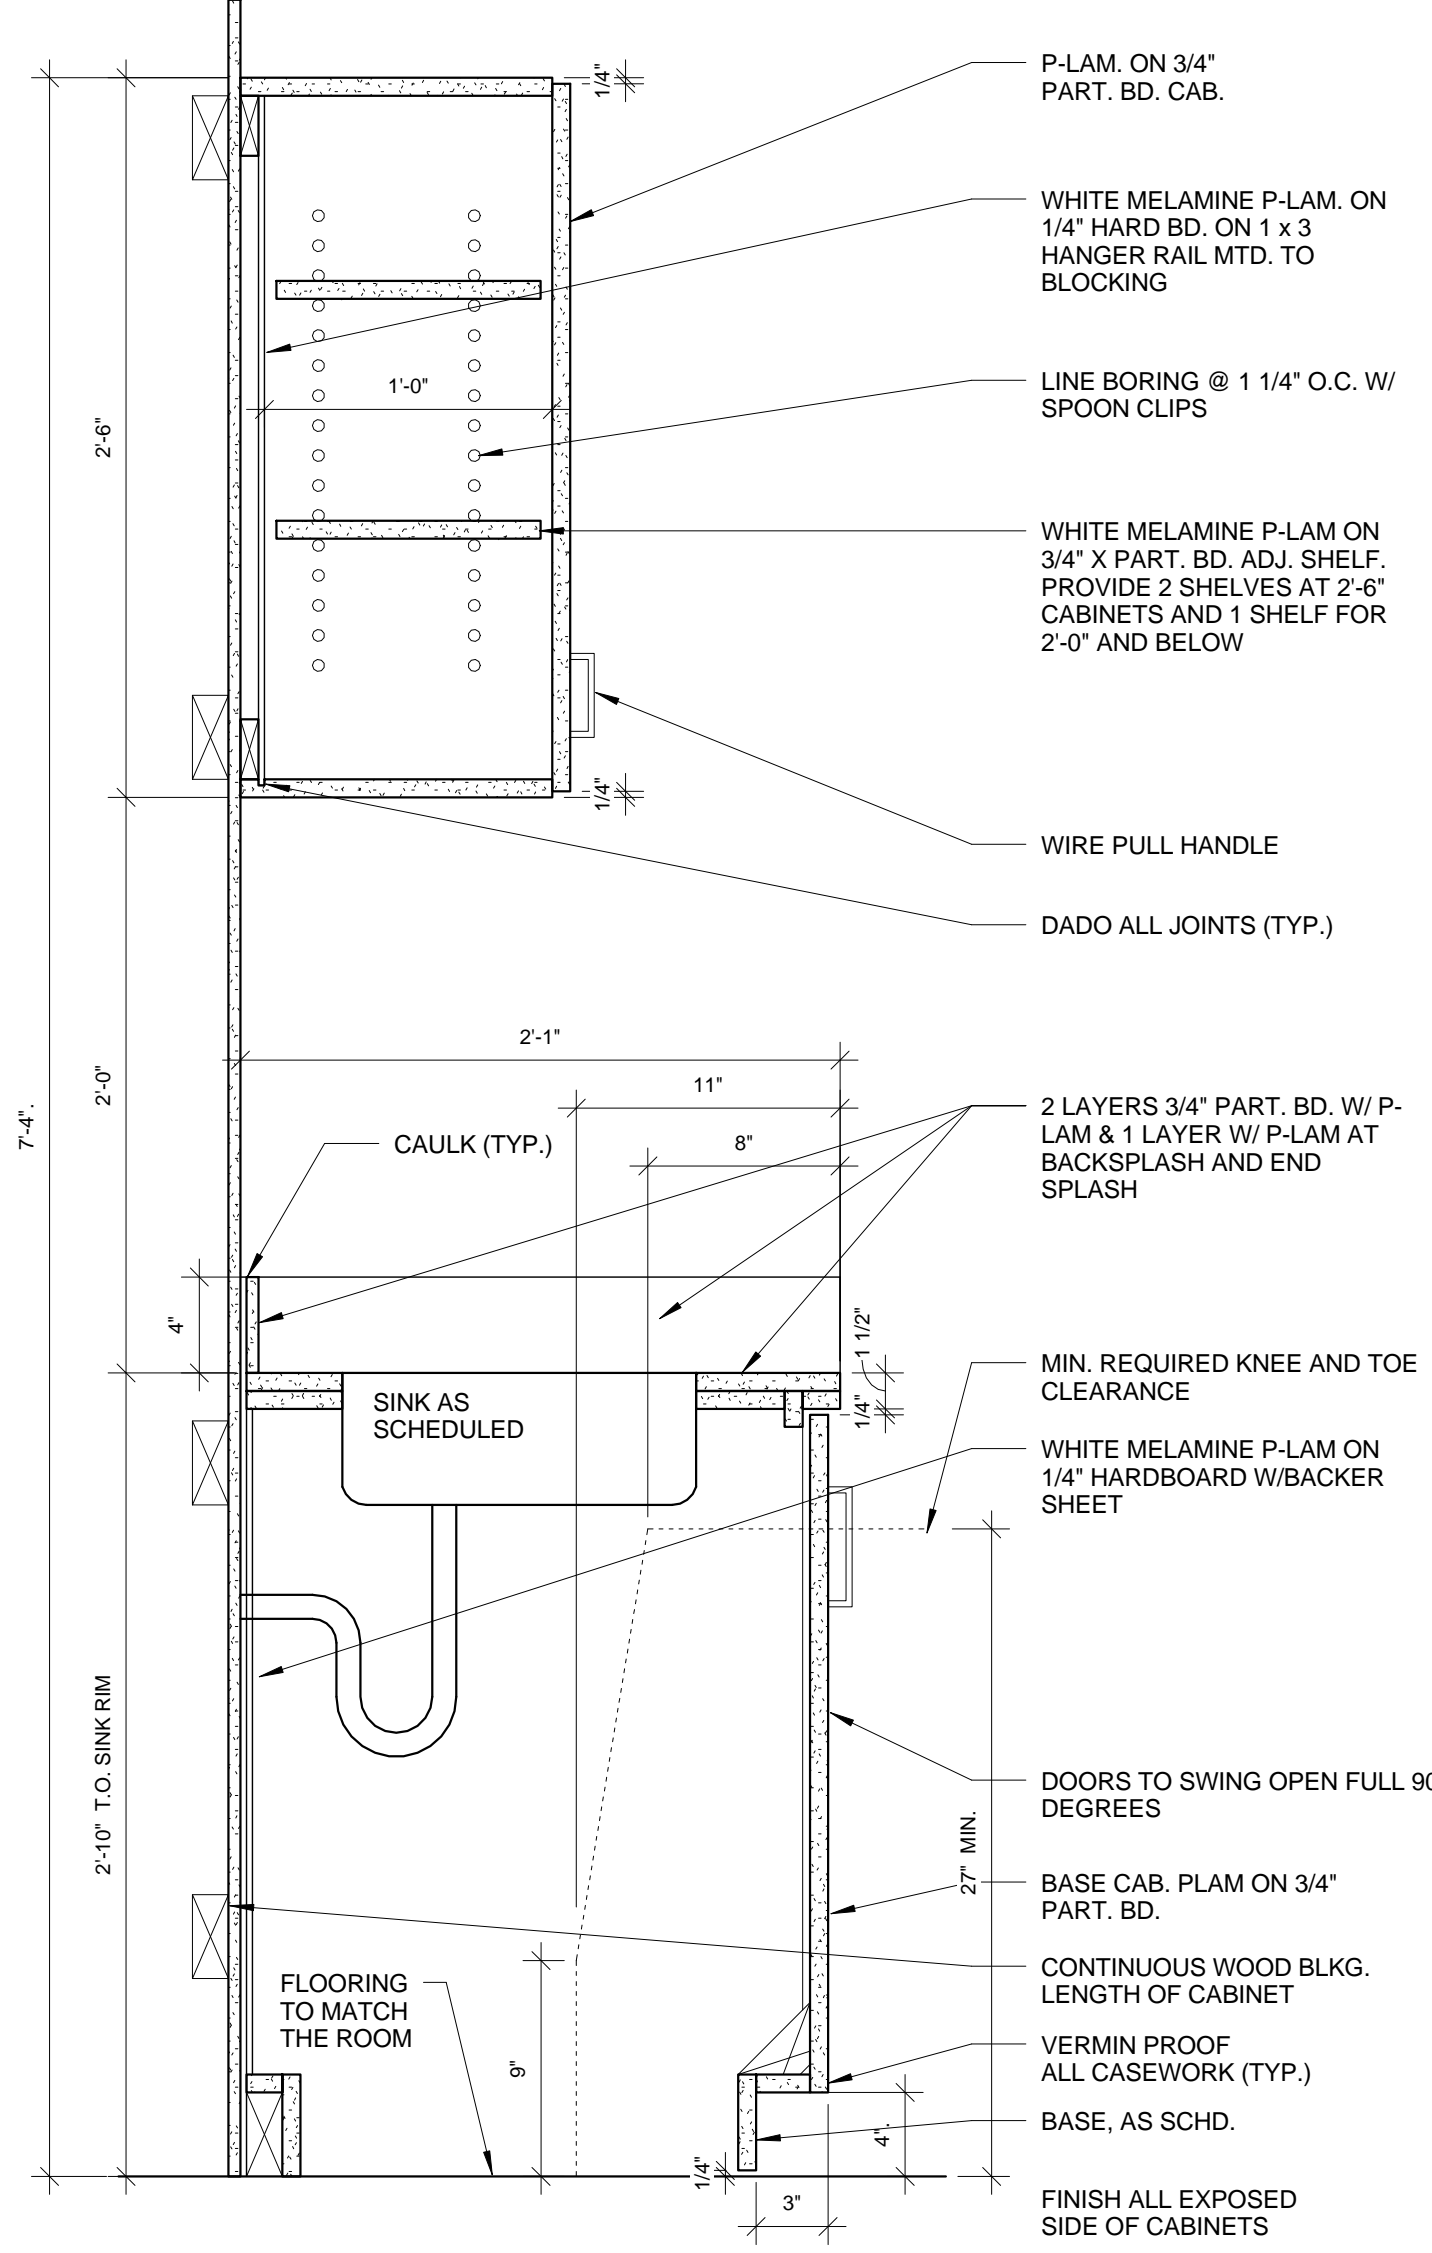 1/4"
P-LAM. ON 3/4"
PART. BD. CAB.
WHITE MELAMINE P-LAM. ON
1/4" HARD BD. ON 1 x 3
HANGER RAIL MTD. TO
BLOCKING
1'-0"
LINE BORING @ 1 1/4" O.C. W/
SPOON CLIPS
2'-6"
WHITE MELAMINE P-LAM ON
3/4" X PART. BD. ADJ. SHELF.
PROVIDE 2 SHELVES AT 2'-6"
CABINETS AND 1 SHELF FOR
2'-0" AND BELOW
1/4"
WIRE PULL HANDLE
DADO ALL JOINTS (TYP.)
2'-1"
11"
8"
2'-0"
7'-4".
CAULK (TYP.)
2 LAYERS 3/4" PART. BD. W/ P-
LAM & 1 LAYER W/ P-LAM AT
BACKSPLASH AND END
SPLASH
4"
1 1/2"
1/4"
SINK AS
SCHEDULED
MIN. REQUIRED KNEE AND TOE
CLEARANCE
WHITE MELAMINE P-LAM ON
1/4" HARDBOARD W/BACKER
SHEET
2'-10" T.O. SINK RIM
DOORS TO SWING OPEN FULL 90
DEGREES
27" MIN.
BASE CAB. PLAM ON 3/4"
PART. BD.
CONTINUOUS WOOD BLKG.
LENGTH OF CABINET
FLOORING
TO MATCH
THE ROOM
9"
VERMIN PROOF
ALL CASEWORK (TYP.)
BASE, AS SCHD.
4".
1/4"
3"
FINISH ALL EXPOSED
SIDE OF CABINETS